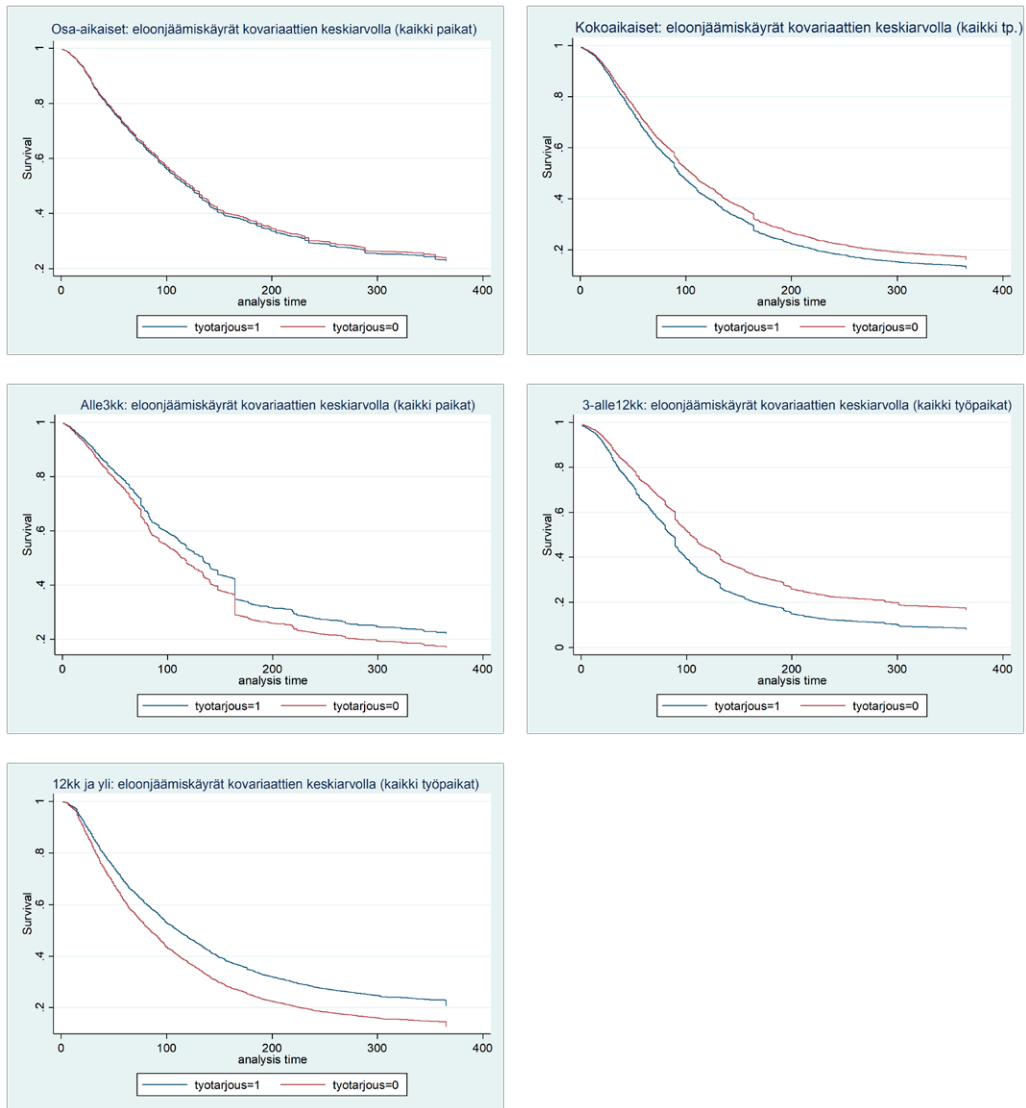 Osa-aikaiset: eloonjäämiskäyrät kovariaattien keskiarvolla (kaikki paikat)
Survival
1
.8
.6
.4
.2
0 100 200 300 400
analysis time
tyotarjous=1 tyotarjous=0
Kokoaikaiset: eloonjäämiskäyrät kovariaattien keskiarvolla (kaikki tp.)
Survival
1
.8
.6
.4
.2
0 100 200 300 400
analysis time
tyotarjous=1 tyotarjous=0
Alle3kk: eloonjäämiskäyrät kovariaattien keskiarvolla (kaikki paikat)
Survival
1
.8
.6
.4
.2
0 100 200 300 400
analysis time
tyotarjous=1 tyotarjous=0
3-alle12kk: eloonjäämiskäyrät kovariaattien keskiarvolla (kaikki työpaikat)
Survival
1
.8
.6
.4
.2
0
0 100 200 300 400
analysis time
tyotarjous=1 tyotarjous=0
12kk ja yli: eloonjäämiskäyrät kovariaattien keskiarvolla (kaikki työpaikat)
Survival
1
.8
.6
.4
.2
0 100 200 300 400
analysis time
tyotarjous=1 tyotarjous=0